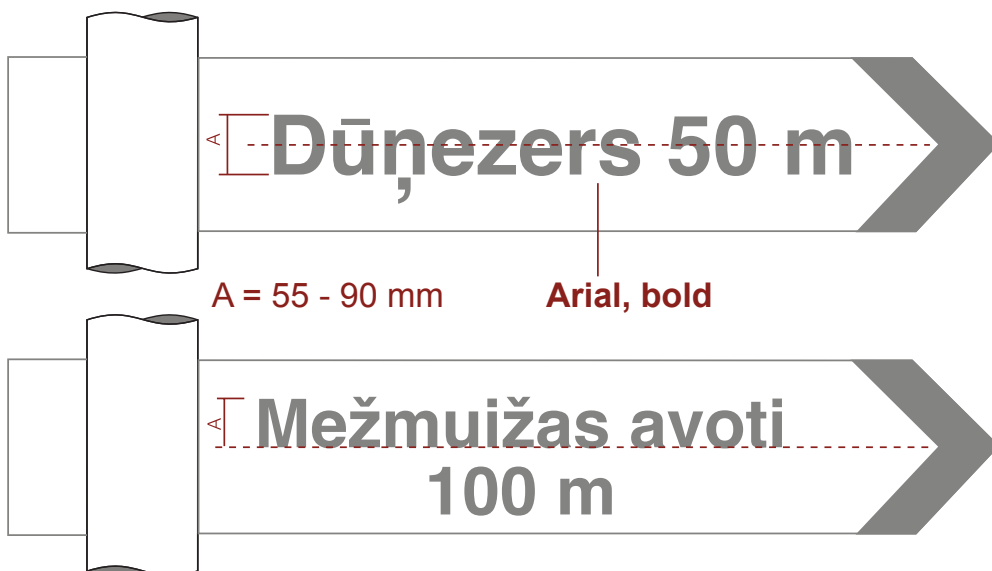 A
Dūņezers 50 m
A = 55 - 90 mm
Arial, bold
A
Mežmuižas avoti
100 m